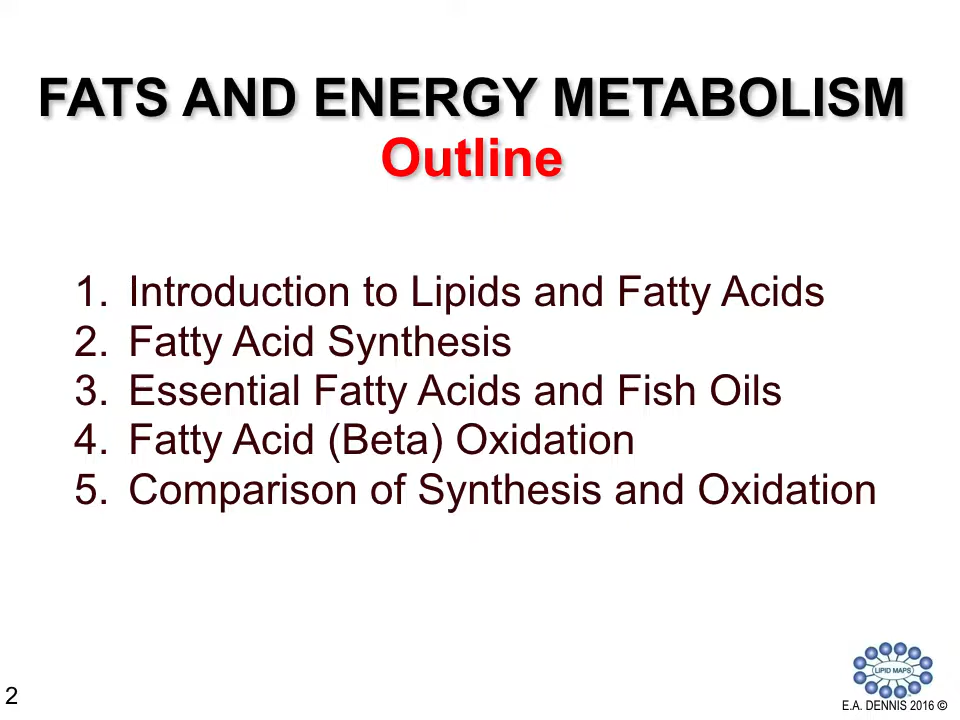 FATS AND ENERGY METABOLISM
Outline
1. Introduction to Lipids and Fatty Acids
2. Fatty Acid Synthesis
3. Essential Fatty Acids and Fish Oils
4. Fatty Acid (Beta) Oxidation
5. Comparison of Synthesis and Oxidation
LIPID MAPS
2
E.A. DENNIS 2016 ©